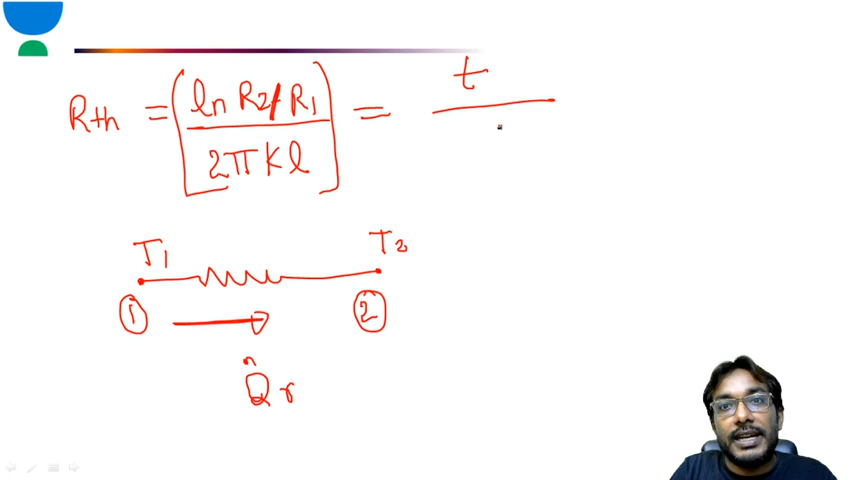 Rth = (ln R2/R1 / 2πKl) = t
T1 T2
1 2
Q r